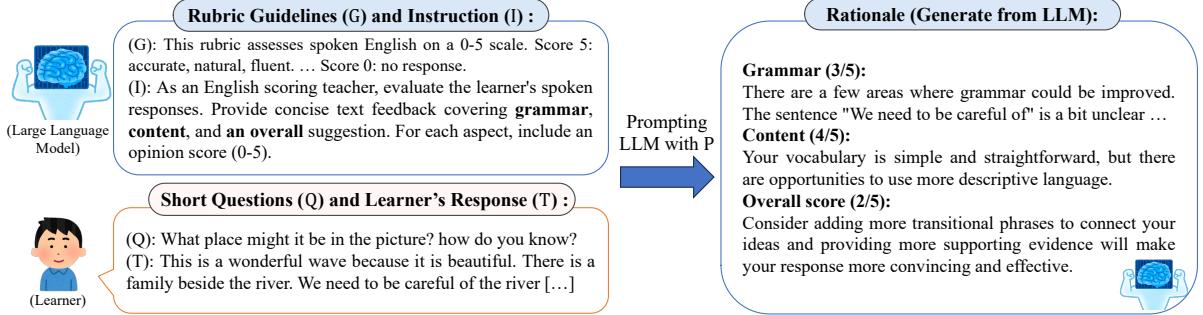 Rubric Guidelines (G) and Instruction (I) :
(G): This rubric assesses spoken English on a 0-5 scale. Score 5:
accurate, natural, fluent. … Score 0: no response.
(I): As an English scoring teacher, evaluate the learner's spoken
responses. Provide concise text feedback covering grammar,
content, and an overall suggestion. For each aspect, include an
opinion score (0-5).
(Large Language
Model)
Short Questions (Q) and Learner’s Response (T) :
(Q): What place might it be in the picture? how do you know?
(T): This is a wonderful wave because it is beautiful. There is a
family beside the river. We need to be careful of the river […]
(Learner)
Prompting
LLM with P
Rationale (Generate from LLM):
Grammar (3/5):
There are a few areas where grammar could be improved.
The sentence "We need to be careful of" is a bit unclear …
Content (4/5):
Your vocabulary is simple and straightforward, but there
are opportunities to use more descriptive language.
Overall score (2/5):
Consider adding more transitional phrases to connect your
ideas and providing more supporting evidence will make
your response more convincing and effective.